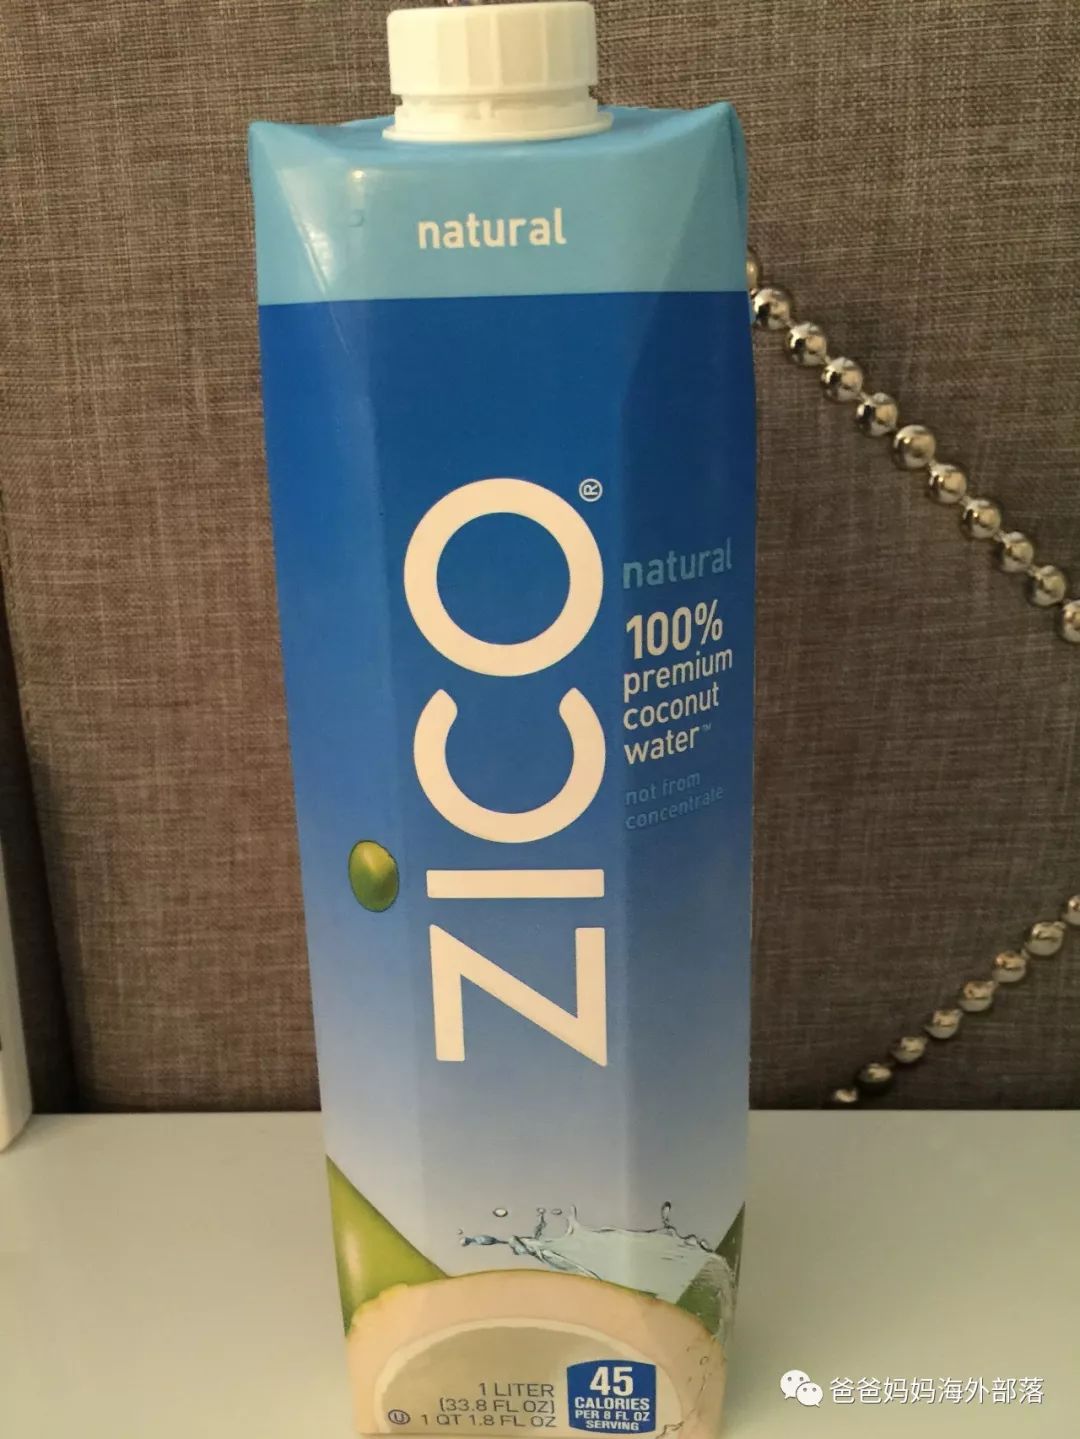 natural
ZICO®
natural
100%
premium
coconut
water™
not from
concentrate
1 LITER
(33.8 FL OZ)
U 1 QT 1.8 FL OZ
45
CALORIES
PER 8 FL OZ
SERVING
爸爸妈妈海外部落